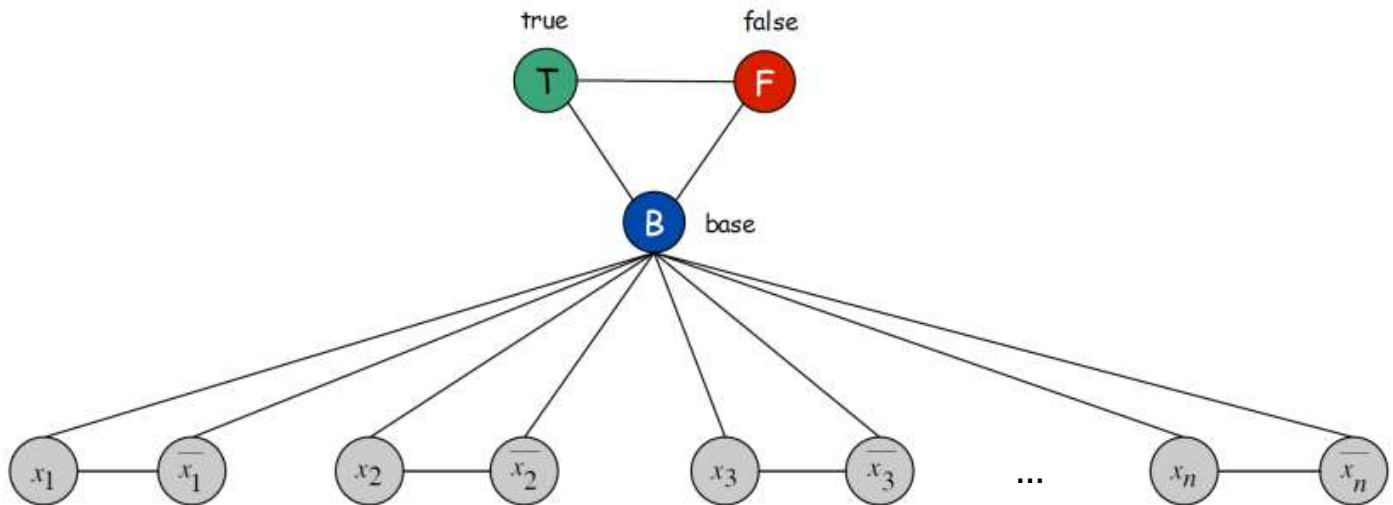 true false
T F
B base
x₁ x̅₁ x₂ x̅₂ x₃ x̅₃ ... xₙ x̅ₙ